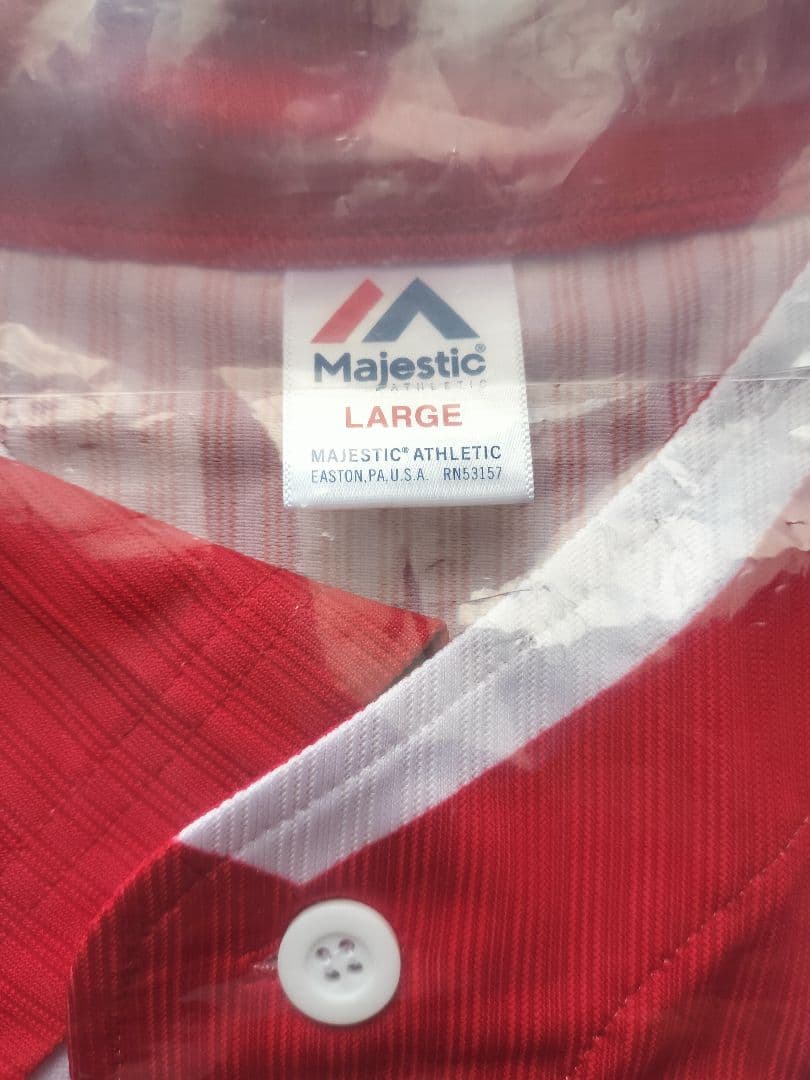 Majestic®
ATHLETIC
LARGE
MAJESTIC® ATHLETIC
EASTON,PA,U.S.A. RN53157